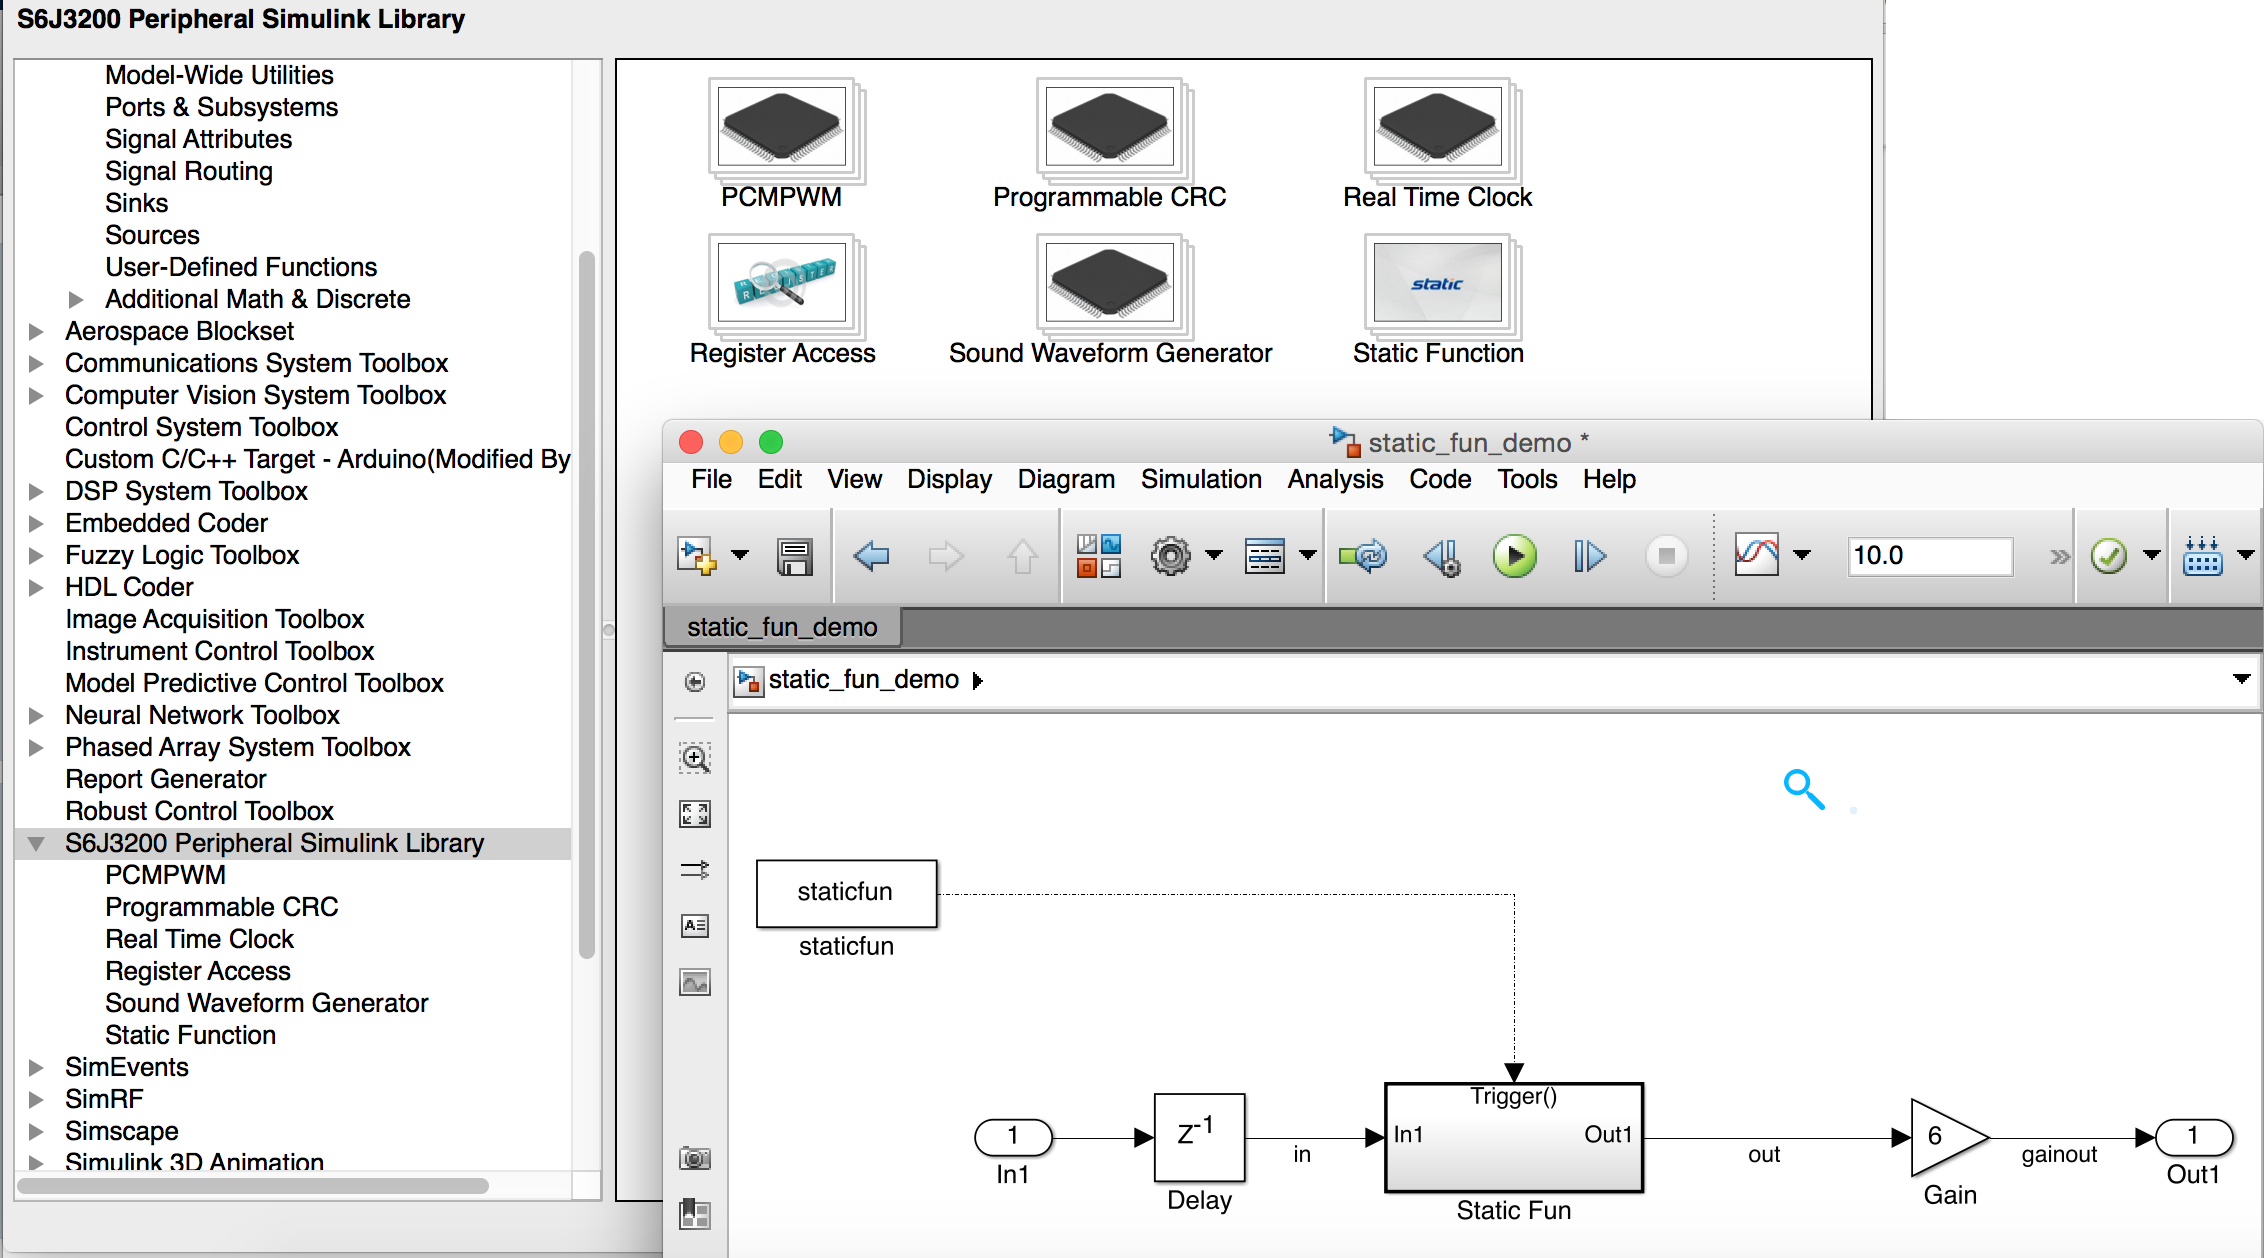 S6J3200 Peripheral Simulink Library
Model-Wide Utilities
Ports & Subsystems
Signal Attributes
Signal Routing
Sinks
Sources
User-Defined Functions
Additional Math & Discrete
Aerospace Blockset
Communications System Toolbox
Computer Vision System Toolbox
Control System Toolbox
Custom C/C++ Target - Arduino(Modified By
DSP System Toolbox
Embedded Coder
Fuzzy Logic Toolbox
HDL Coder
Image Acquisition Toolbox
Instrument Control Toolbox
Model Predictive Control Toolbox
Neural Network Toolbox
Phased Array System Toolbox
Report Generator
Robust Control Toolbox
S6J3200 Peripheral Simulink Library
PCMPWM
Programmable CRC
Real Time Clock
Register Access
Sound Waveform Generator
Static Function
SimEvents
SimRF
Simscape
Simulink 3D Animation
PCMPWM
Programmable CRC
Real Time Clock
static
Register Access
Sound Waveform Generator
Static Function
static_fun_demo *
File Edit View Display Diagram Simulation Analysis Code Tools Help
10.0
static_fun_demo
static_fun_demo
staticfun
staticfun
Trigger()
1
z-1
In1
Out1
6
1
in
out
gainout
In1
Delay
Static Fun
Gain
Out1